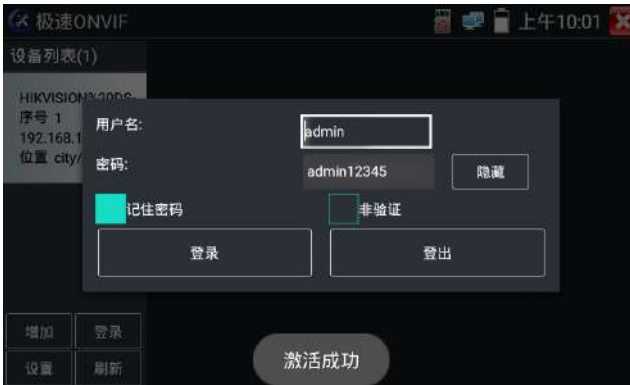 极速ONVIF
上午10:01
设备列表(1)
HIKVISION%20DS-
序号 1
192.168.1
位置 city/
用户名:
admin
密码:
admin12345
隐藏
记住密码
非验证
登录
登出
增加
登录
设置
刷新
激活成功